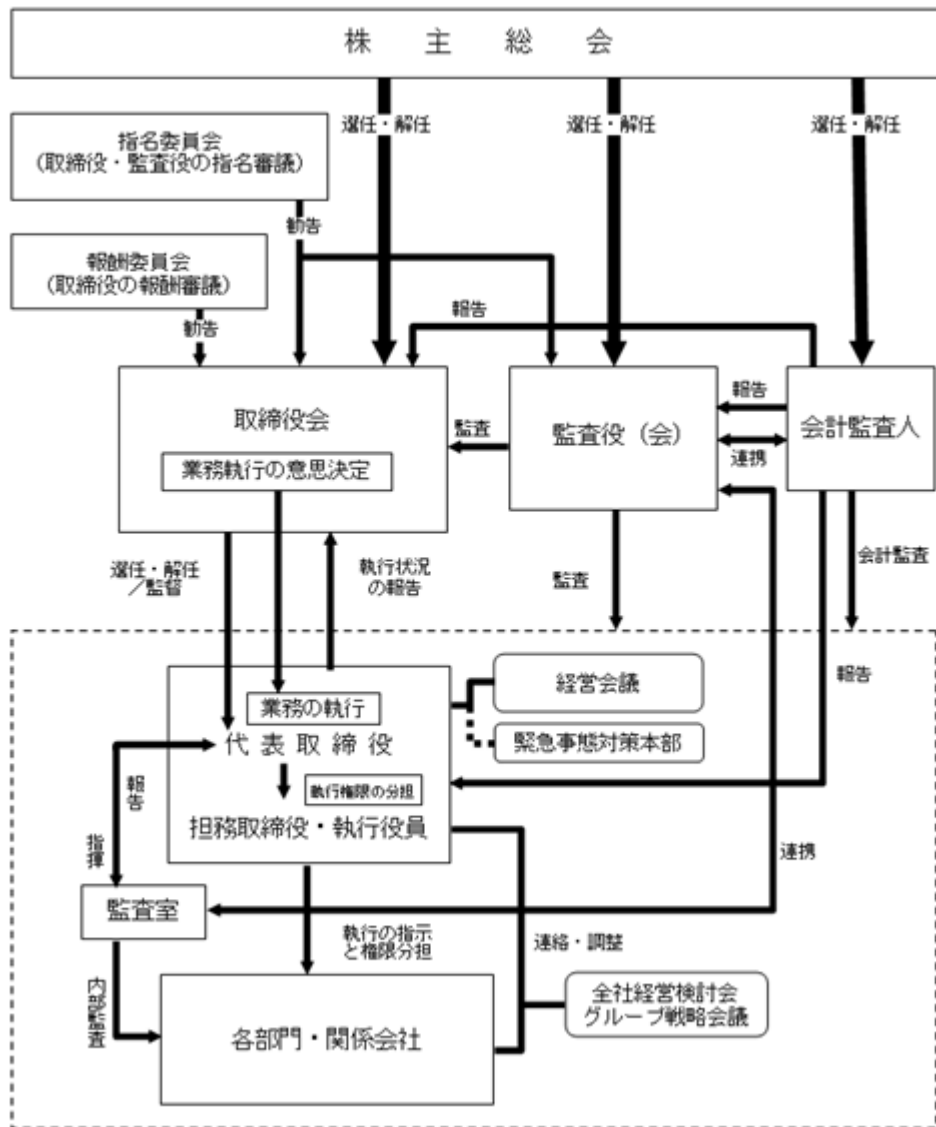 株主総会
選任・解任
選任・解任
選任・解任
指名委員会
(取締役・監査役の指名審議)
勧告
報酬委員会
(取締役の報酬審議)
勧告
報告
取締役会
業務執行の意思決定
監査
監査役（会）
報告
連携
会計監査人
選任・解任
／監督
執行状況
の報告
監査
会計監査
業務の執行
代表取締役
執行権限の分担
担務取締役・執行役員
経営会議
緊急事態対策本部
報告
報告
指揮
監査室
連携
執行の指示
と権限分担
連絡・調整
内部監査
各部門・関係会社
全社経営検討会
グループ戦略会議